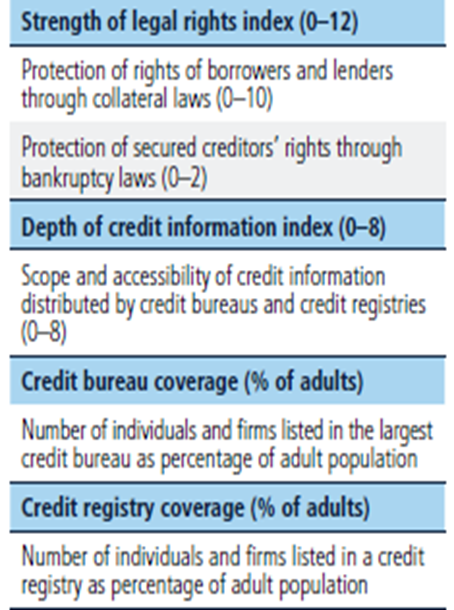 Strength of legal rights index (0–12)
Protection of rights of borrowers and lenders
through collateral laws (0–10)
Protection of secured creditors’ rights through
bankruptcy laws (0–2)
Depth of credit information index (0–8)
Scope and accessibility of credit information
distributed by credit bureaus and credit registries
(0–8)
Credit bureau coverage (% of adults)
Number of individuals and firms listed in the largest
credit bureau as percentage of adult population
Credit registry coverage (% of adults)
Number of individuals and firms listed in a credit
registry as percentage of adult population